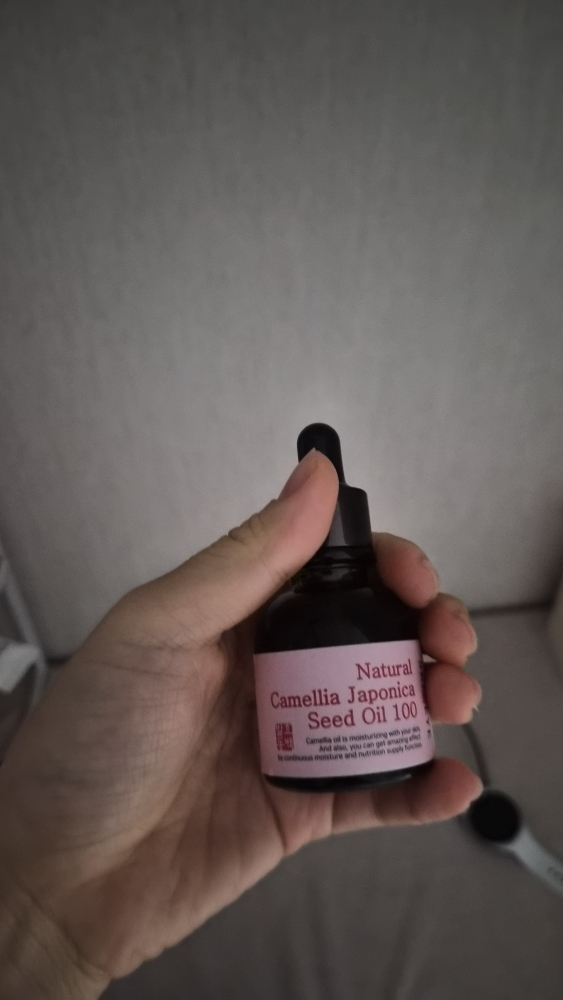 Natural
Camellia Japonica
Seed Oil 100
Camellia oil is moisturizing with your skin,
And also, you can get amazing effect
by continuous moisture and nutrition supply function.